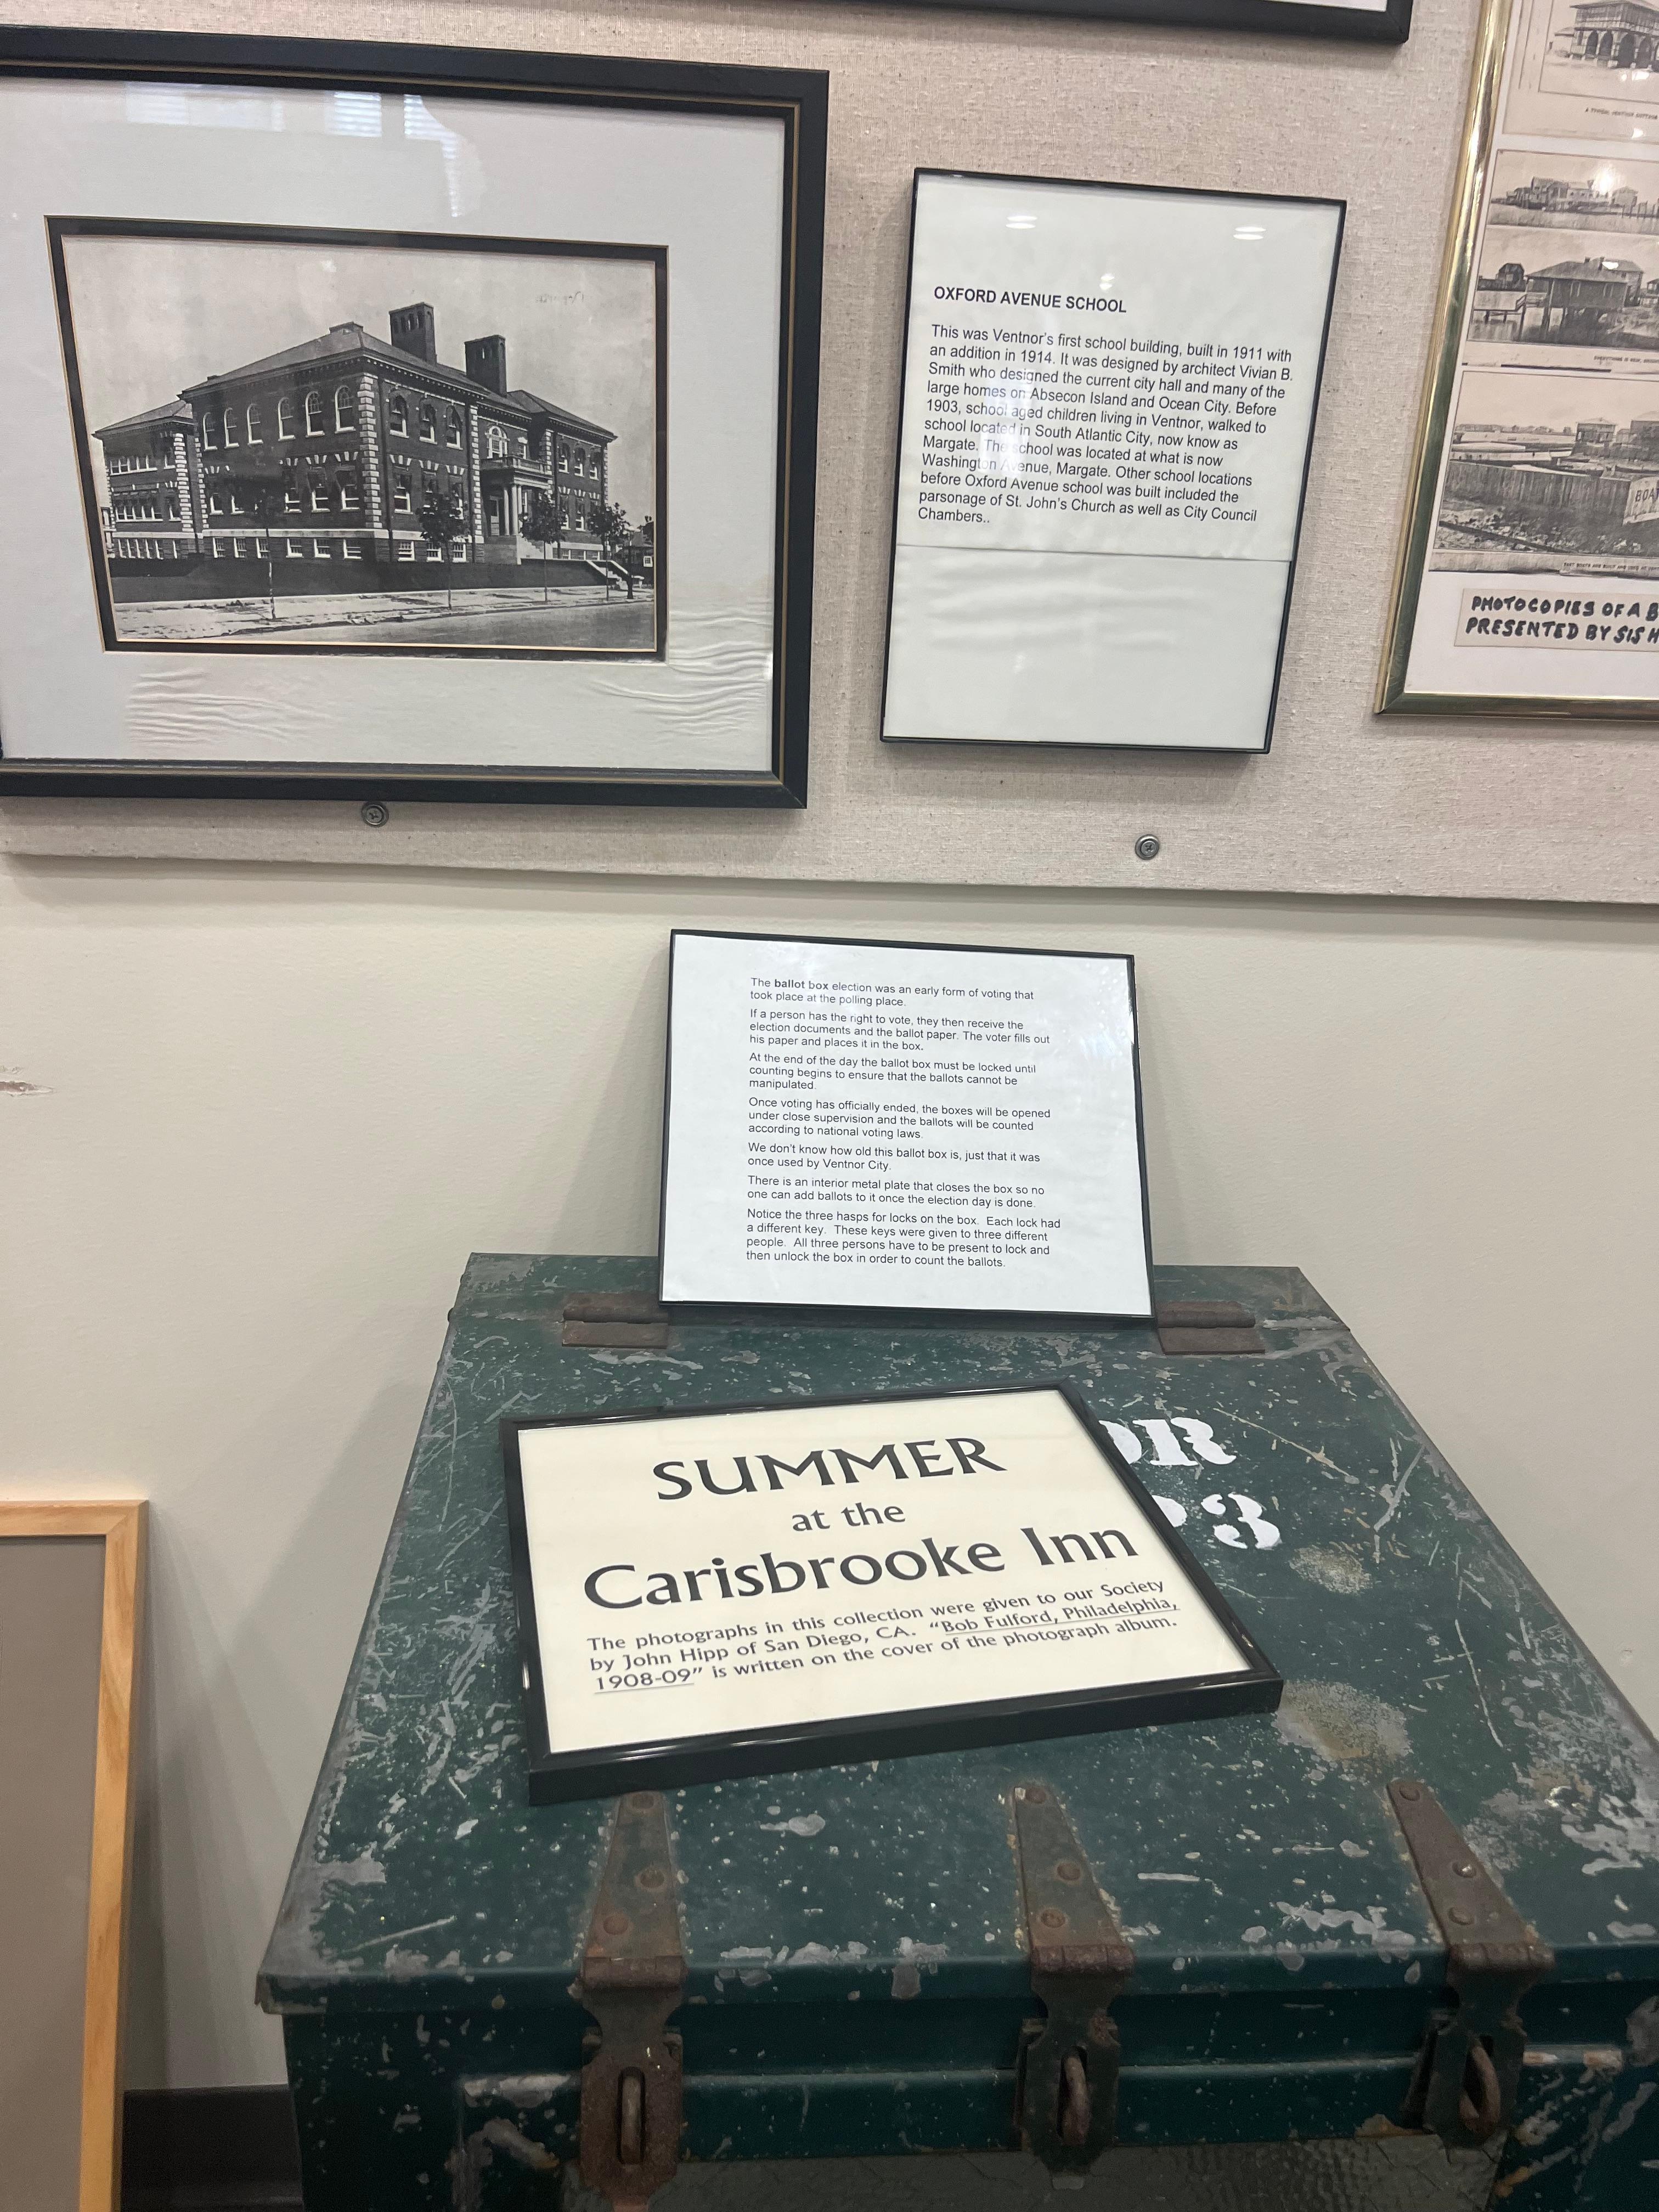 OXFORD AVENUE SCHOOL
This was Ventnor's first school building, built in 1911 with
an addition in 1914. It was designed by architect Vivian B.
Smith who designed the current city hall and many of the
large homes on Absecon Island and Ocean City. Before
1903, school aged children living in Ventnor, walked to
school located in South Atlantic City, now know as
Margate. The school was located at what is now
Washington Avenue, Margate. Other school locations
before Oxford Avenue school was built included the
parsonage of St. John's Church as well as City Council
Chambers..
BOA
PHOTOCOPIES OF A B
PRESENTED BY SIS H
The ballot box election was an early form of voting that
took place at the polling place.
If a person has the right to vote, they then receive the
election documents and the ballot paper. The voter fills out
his paper and places it in the box.
At the end of the day the ballot box must be locked until
counting begins to ensure that the ballots cannot be
manipulated.
Once voting has officially ended, the boxes will be opened
under close supervision and the ballots will be counted
according to national voting laws.
We don't know how old this ballot box is, just that it was
once used by Ventnor City.
There is an interior metal plate that closes the box so no
one can add ballots to it once the election day is done.
Notice the three hasps for locks on the box. Each lock had
a different key. These keys were given to three different
people. All three persons have to be present to lock and
then unlock the box in order to count the ballots.
OR
3
SUMMER
at the
Carisbrooke Inn
The photographs in this collection were given to our Society
by John Hipp of San Diego, CA. "Bob Fulford, Philadelphia,
1908-09" is written on the cover of the photograph album.